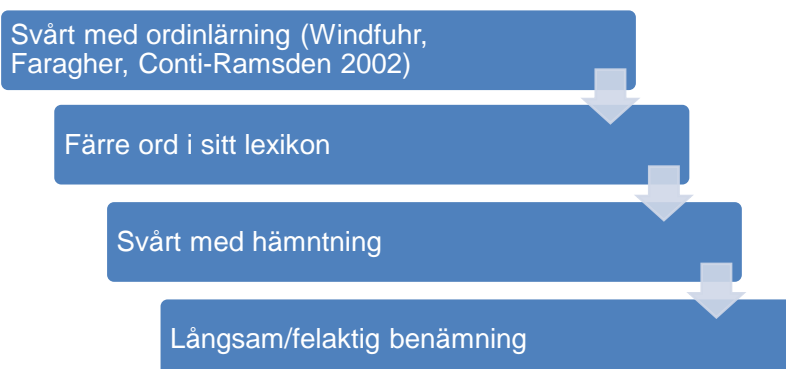 Svårt med ordinlärning (Windfuhr,
Faragher, Conti-Ramsden 2002)
Färre ord i sitt lexikon
Svårt med hämntning
Långsam/felaktig benämning